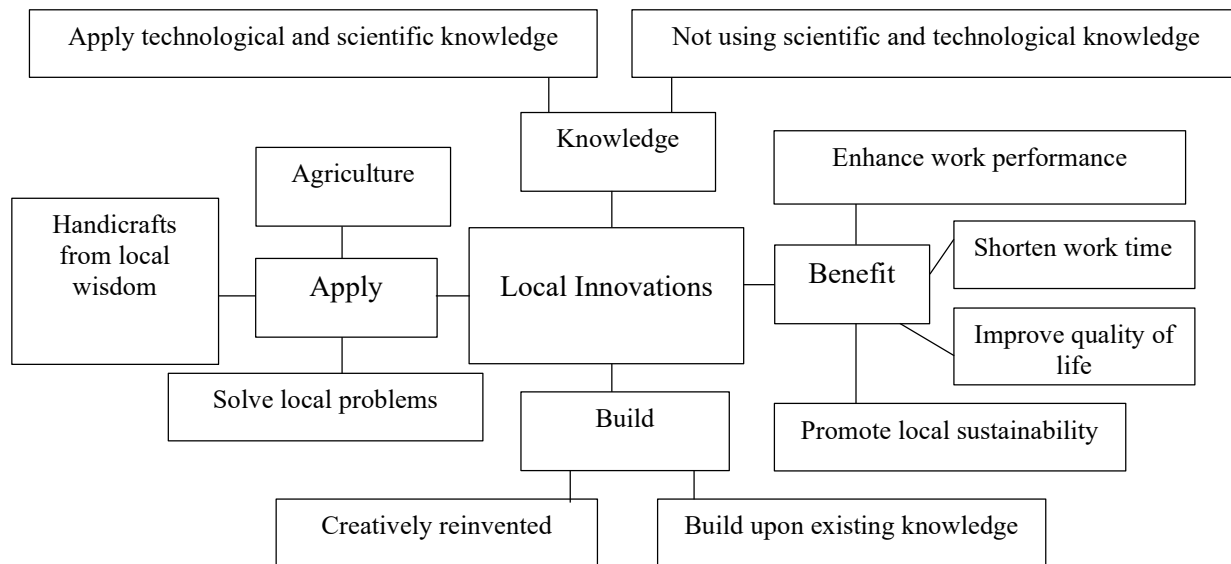 Apply technological and scientific knowledge
Not using scientific and technological knowledge
Knowledge
Enhance work performance
Agriculture
Handicrafts
from local
wisdom
Shorten work time
Apply
Local Innovations
Benefit
Improve quality of
life
Solve local problems
Build
Promote local sustainability
Creatively reinvented
Build upon existing knowledge